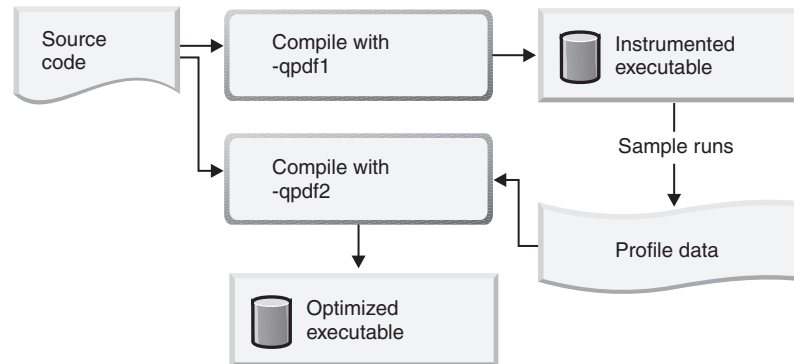 Source
code
Compile with
-qpdf1
Instrumented
executable
Sample runs
Compile with
-qpdf2
Profile data
Optimized
executable